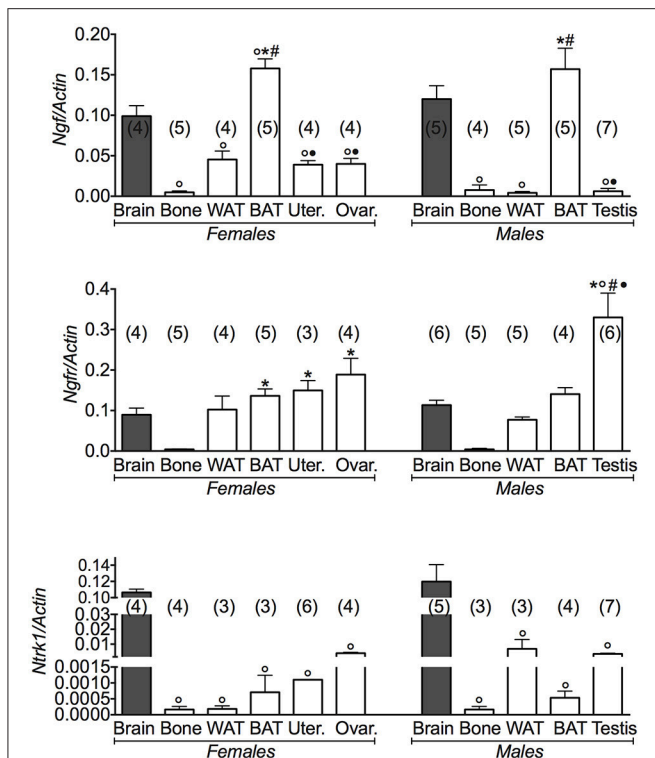 0.20
○*# *#
0.15
Ngf/Actin
0.10 (4) (5) (4) (5) (4) (4) (5) (4) (5) (5) (7)
○ ○● ○●
0.05
○ ○ ○ ○●
0.00
Brain Bone WAT BAT Uter. Ovar. Brain Bone WAT BAT Testis
Females Males
0.4
*○#●
Ngfr/Actin
0.3 (4) (5) (4) (5) (3) (4) (6) (5) (5) (4) (6)
0.2 * * *
0.1
0.0
Brain Bone WAT BAT Uter. Ovar. Brain Bone WAT BAT Testis
Females Males
0.14
0.12
0.10
Ntrk1/Actin
0.03 (4) (4) (3) (3) (6) (4) (5) (3) (3) (4) (7)
0.01 ○ ○ ○
0.0015
0.0010 ○ ○ ○
0.0005 ○ ○ ○
0.0000
Brain Bone WAT BAT Uter. Ovar. Brain Bone WAT BAT Testis
Females Males